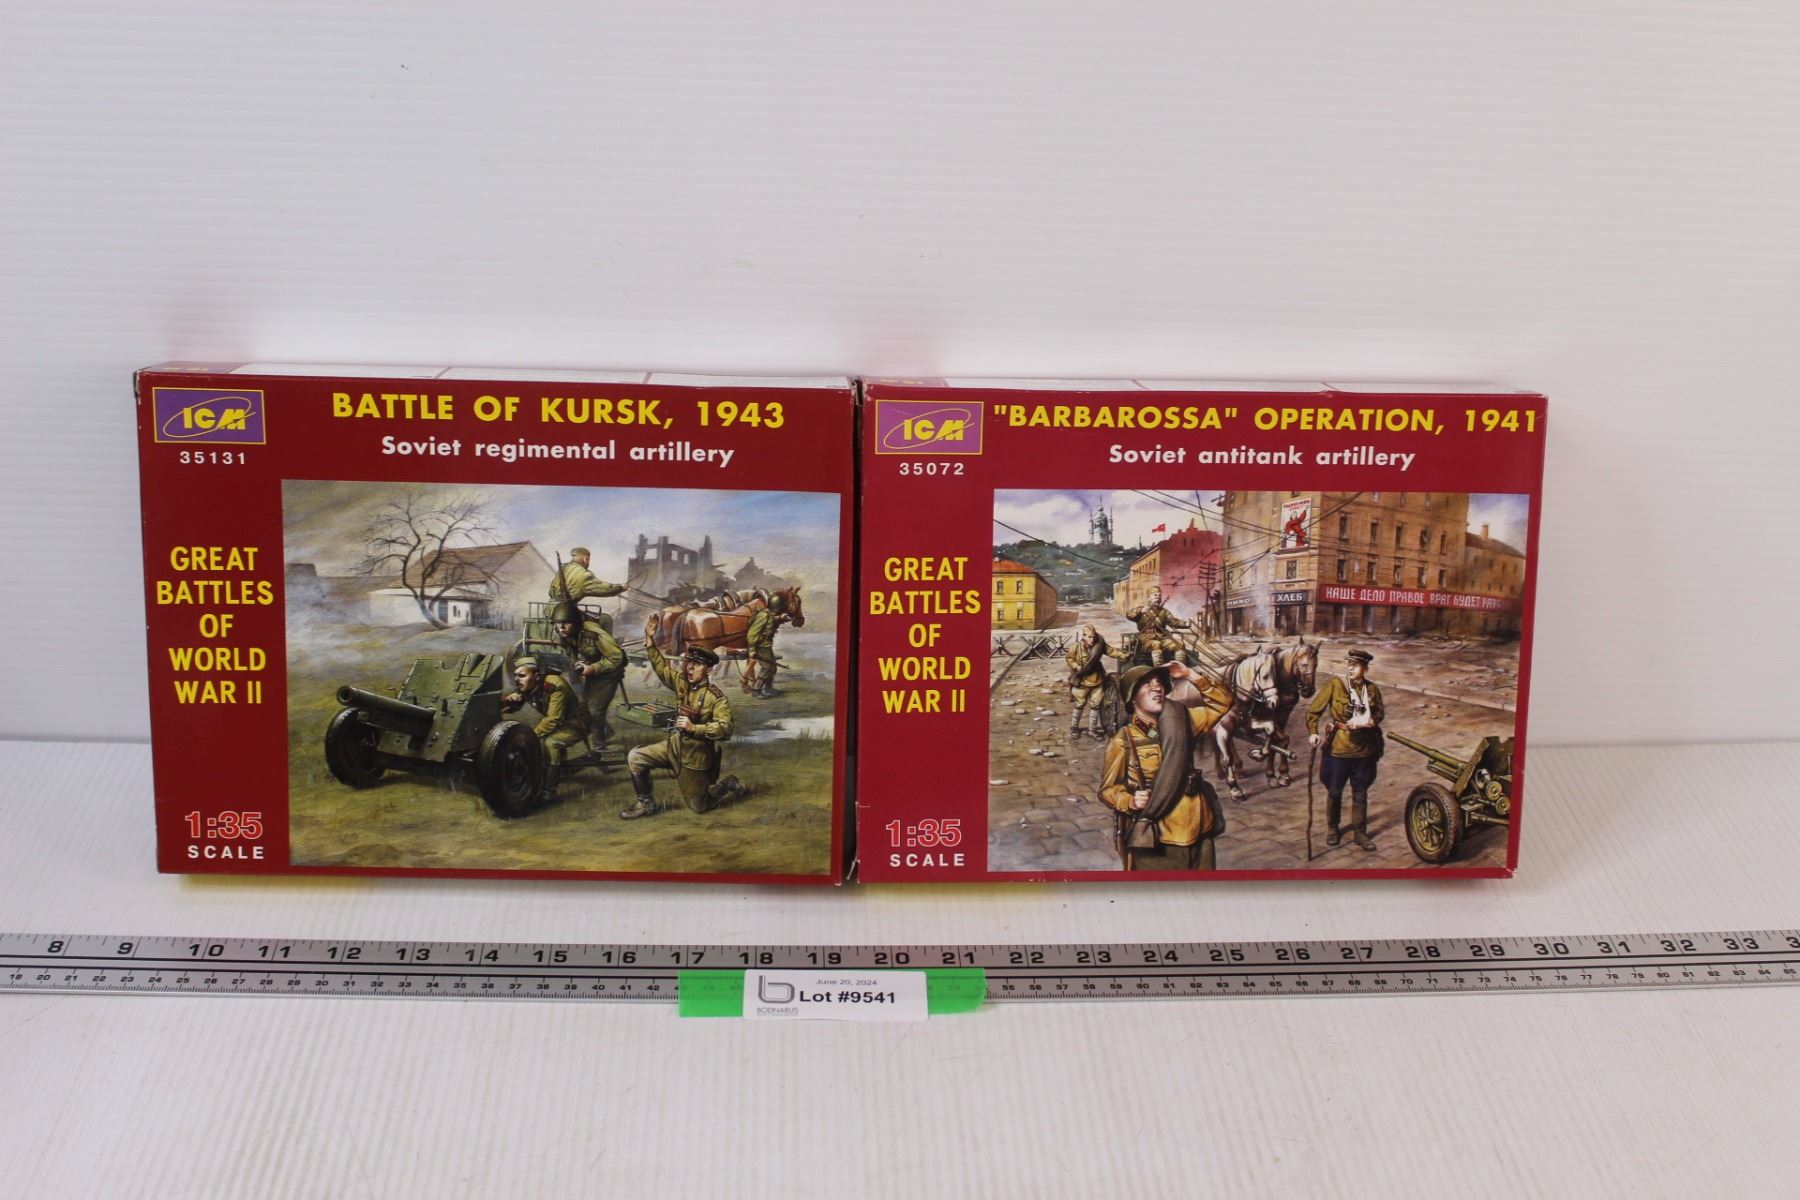 ICM
35131
BATTLE OF KURSK, 1943
Soviet regimental artillery
GREAT
BATTLES
OF
WORLD
WAR II
1:35
SCALE
ICM
35072
"BARBAROSSA" OPERATION, 1941
Soviet antitank artillery
GREAT
BATTLES
OF
WORLD
WAR II
1:35
SCALE
ПИВО ХЛЕБ
НАШЕ ДЕЛО ПРАВОЕ, ВРАГ БУДЕТ РАЗ
8 9 10 11 12 13 14 15 16 17 18 19 20 21 22 23 24 25 26 27 28 29 30 31 32 33
June 20, 2024
Lot #9541
BODNARUS